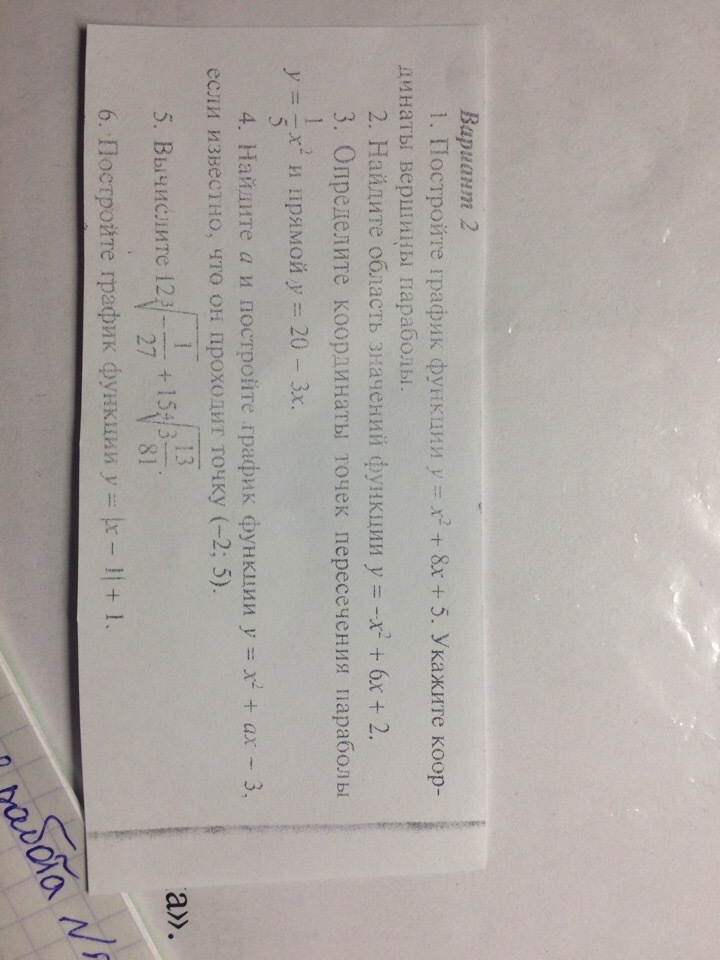 Вариант 2
1. Постройте график функции y = x² + 8x + 5. Укажите коор-
динаты вершины параболы.
2. Найдите область значений функции y = -x² + 6x + 2.
3. Определите координаты точек пересечения параболы
y = 1/5 x² и прямой y = 20 − 3x.
4. Найдите a и постройте график функции y = x² + ax − 3,
если известно, что он проходит точку (−2; 5).
5. Вычислите 12∛(−1/27) + 15∜(3 13/81).
6. Постройте график функции y = |x − 1| + 1.
а».
работа №